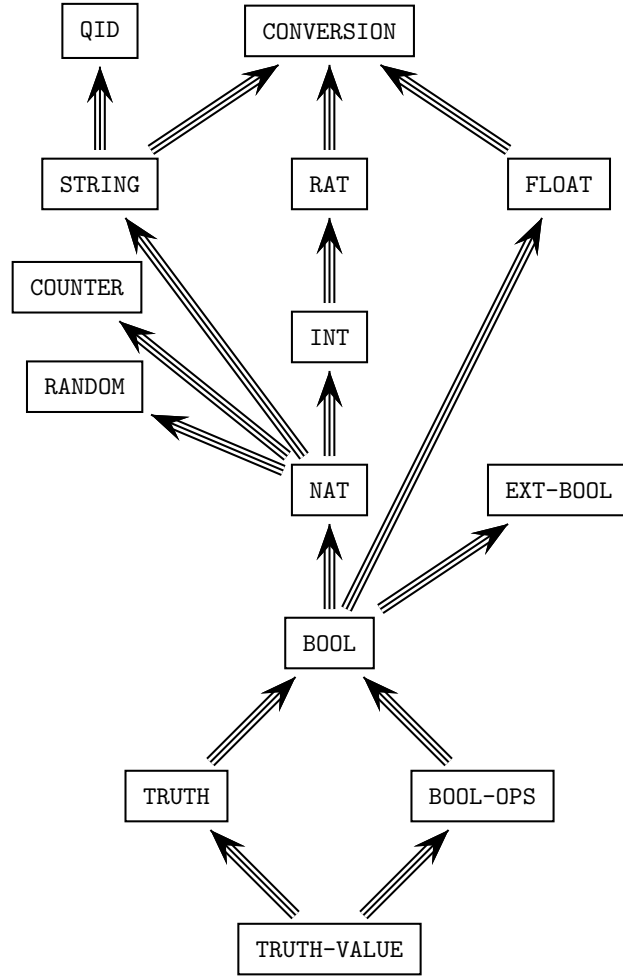 QID
CONVERSION
STRING
RAT
FLOAT
COUNTER
INT
RANDOM
NAT
EXT-BOOL
BOOL
TRUTH
BOOL-OPS
TRUTH-VALUE